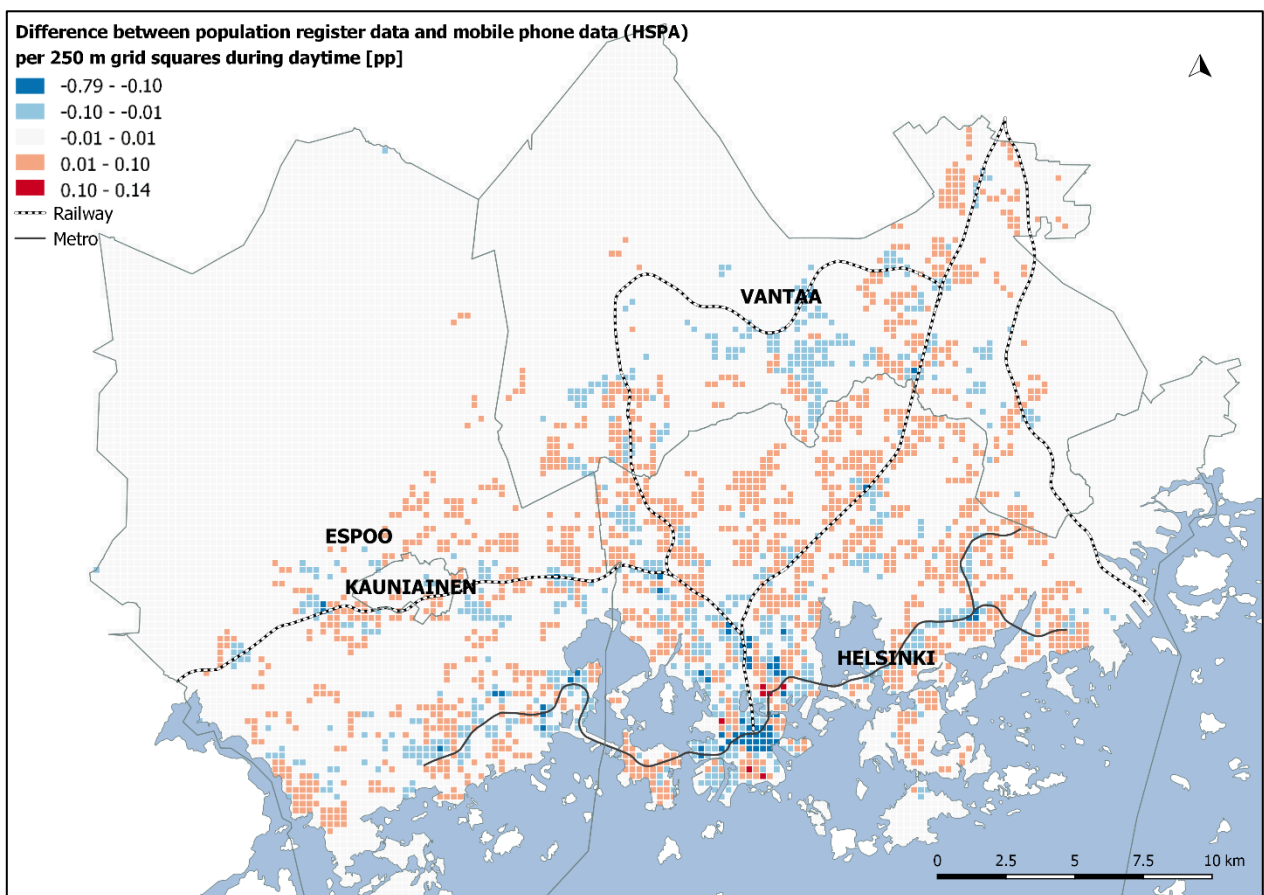 Difference between population register data and mobile phone data (HSPA)
per 250 m grid squares during daytime [pp]
-0.79 - -0.10
-0.10 - -0.01
-0.01 - 0.01
0.01 - 0.10
0.10 - 0.14
Railway
Metro
VANTAA
ESPOO
KAUNIAINEN
HELSINKI
0 2.5 5 7.5 10 km